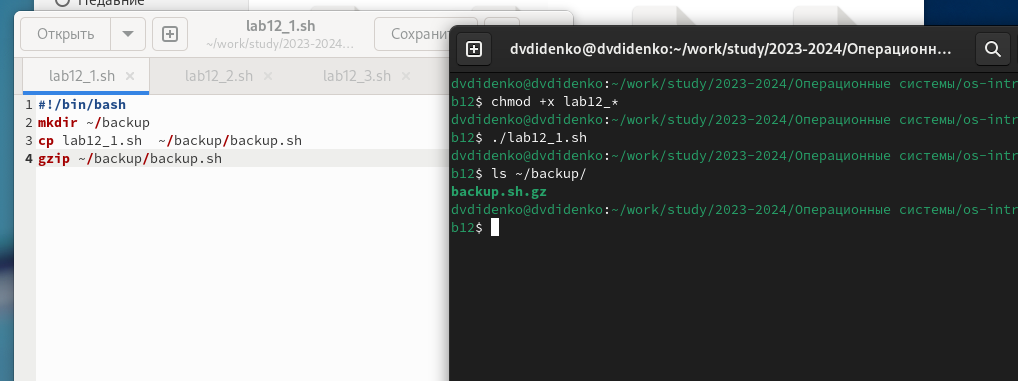 Недавние
Открыть
lab12_1.sh
~/work/study/2023-2024…
lab12_1.sh
lab12_2.sh
lab12_3.sh
1 #!/bin/bash
2 mkdir ~/backup
3 cp lab12_1.sh  ~/backup/backup.sh
4 gzip ~/backup/backup.sh
dvdidenko@dvdidenko:~/work/study/2023-2024/Операционн…
dvdidenko@dvdidenko:~/work/study/2023-2024/Операционные системы/os-intr
b12$ chmod +x lab12_*
dvdidenko@dvdidenko:~/work/study/2023-2024/Операционные системы/os-intr
b12$ ./lab12_1.sh
dvdidenko@dvdidenko:~/work/study/2023-2024/Операционные системы/os-intr
b12$ ls ~/backup/
backup.sh.gz
dvdidenko@dvdidenko:~/work/study/2023-2024/Операционные системы/os-intr
b12$